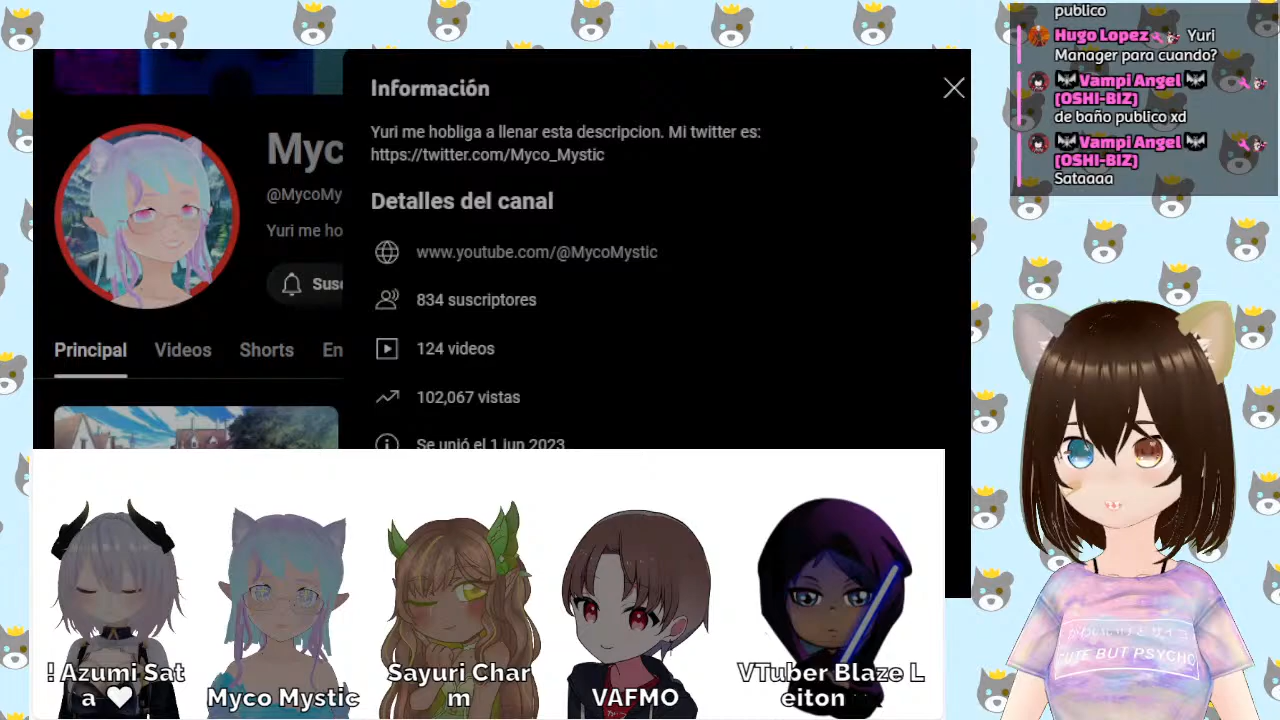 publico
Hugo Lopez Yuri
Manager para cuando?
Vampi Angel
[OSHI-BIZ]
de baño publico xd
Vampi Angel
[OSHI-BIZ]
Sataaaa
Información
Yuri me hobliga a llenar esta descripcion. Mi twitter es:
https://twitter.com/Myco_Mystic
Detalles del canal
www.youtube.com/@MycoMystic
834 suscriptores
124 videos
102,067 vistas
Se unió el 1 jun 2023
Myc
@MycoMy
Yuri me ho
Susc
Principal Videos Shorts En
! Azumi Sat
a ♥
Myco Mystic
Sayuri Char
m
VAFMO
VTuber Blaze L
eiton
CUTE BUT PSYCHO